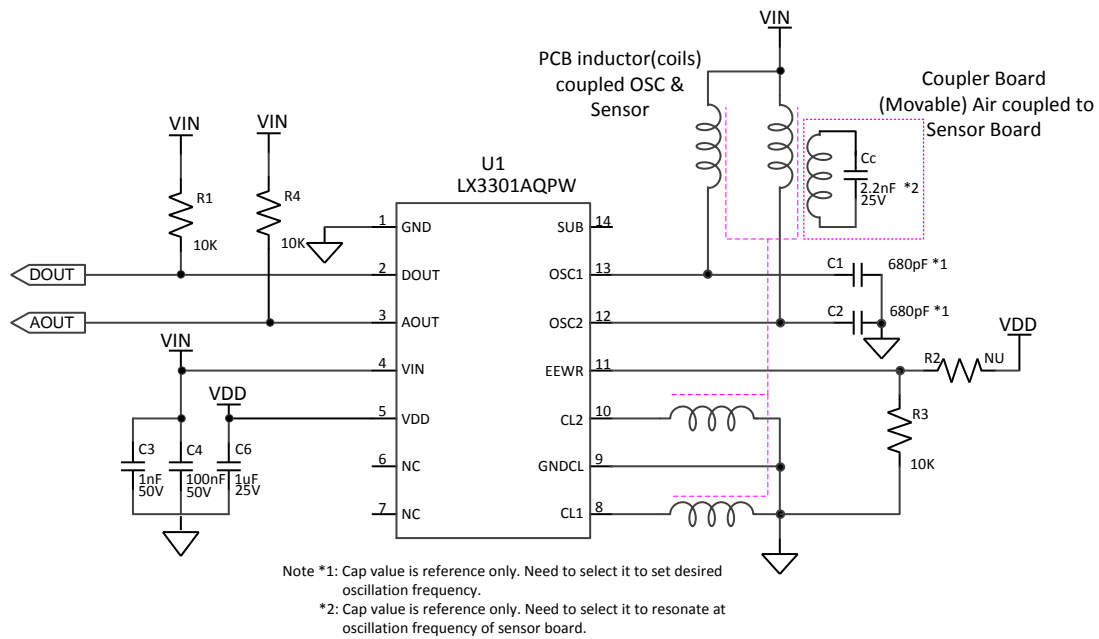 VIN
PCB inductor(coils)
coupled OSC &
Sensor
Coupler Board
(Movable) Air coupled to
Sensor Board
Cc
2.2nF *2
25V
VIN
VIN
R1
10K
R4
10K
U1
LX3301AQPW
1 GND
SUB 14
DOUT
2 DOUT
OSC1 13
C1
680pF *1
AOUT
3 AOUT
OSC2 12
C2
680pF *1
VIN
4 VIN
EEWR 11
R2
NU
VDD
VDD
5 VDD
CL2 10
R3
10K
C3
1nF
50V
C4
100nF
50V
C6
1uF
25V
6 NC
GNDCL 9
7 NC
CL1 8
Note *1: Cap value is reference only. Need to select it to set desired
oscillation frequency.
*2: Cap value is reference only. Need to select it to resonate at
oscillation frequency of sensor board.